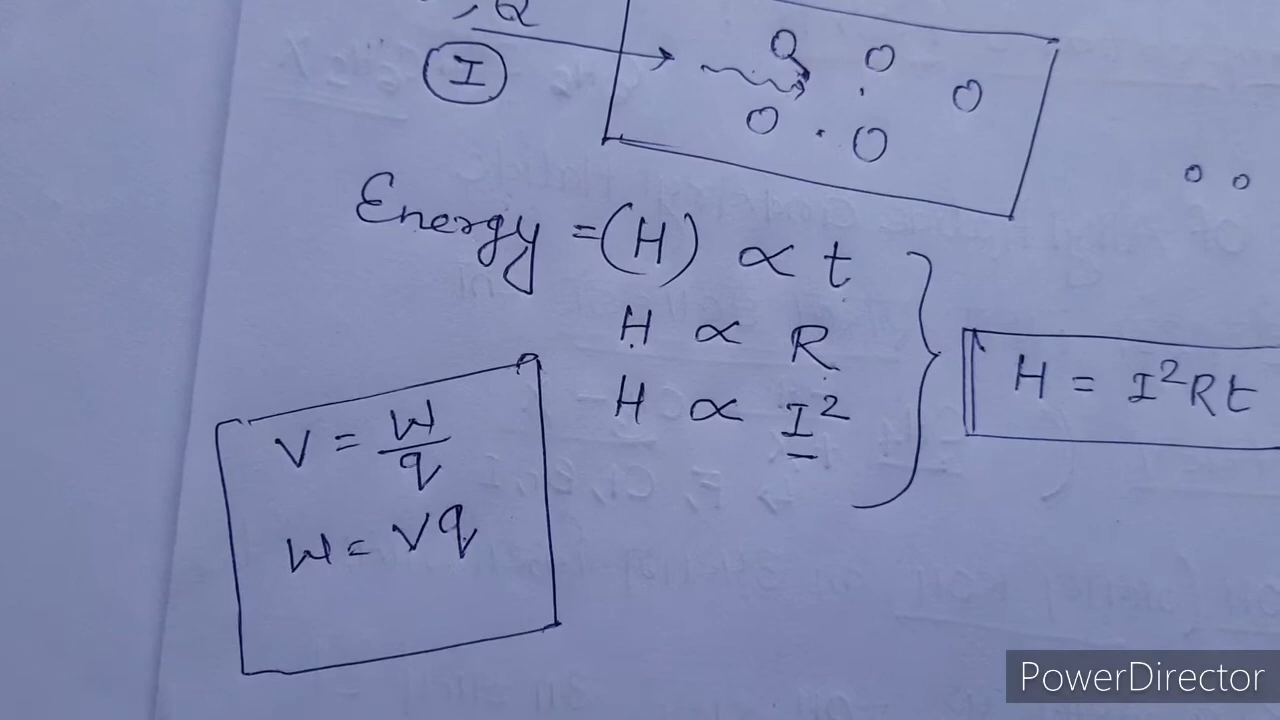 I
Energy = (H) ∝ t
H ∝ R
H ∝ I²
H = I²Rt
V = W/q
W = Vq
PowerDirector